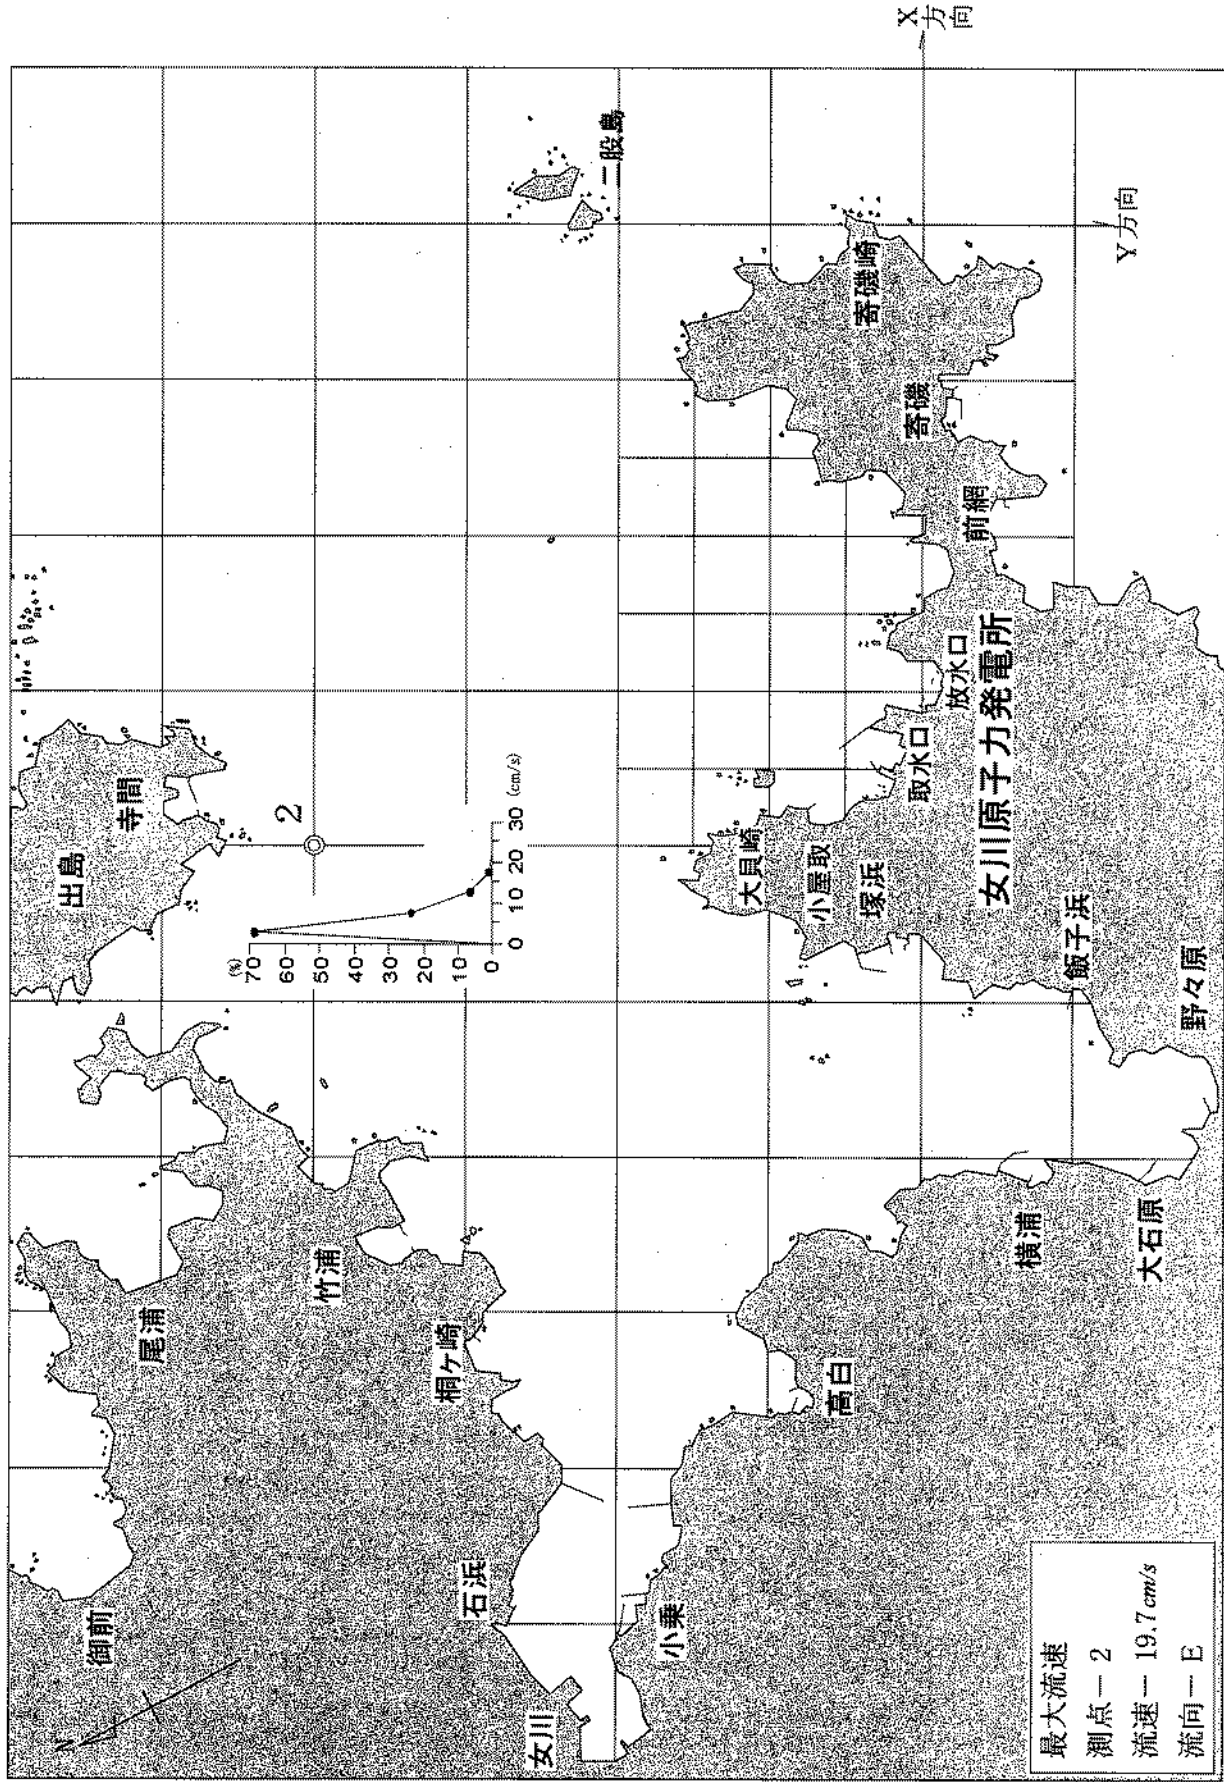 X方向
Y方向
二股島
寄磯崎
寄磯
前網
放水口
取水口
女川原子力発電所
出島
寺間
2
(%)
70
60
50
40
30
20
10
0
0
10
20
30
(cm/s)
大貝崎
小屋取
塚浜
飯子浜
野々原
尾浦
竹浦
桐ヶ崎
高白
横浦
大石原
御前
石浜
女川
小乗
最大流速
測点－2
流速－19.7cm/s
流向－E